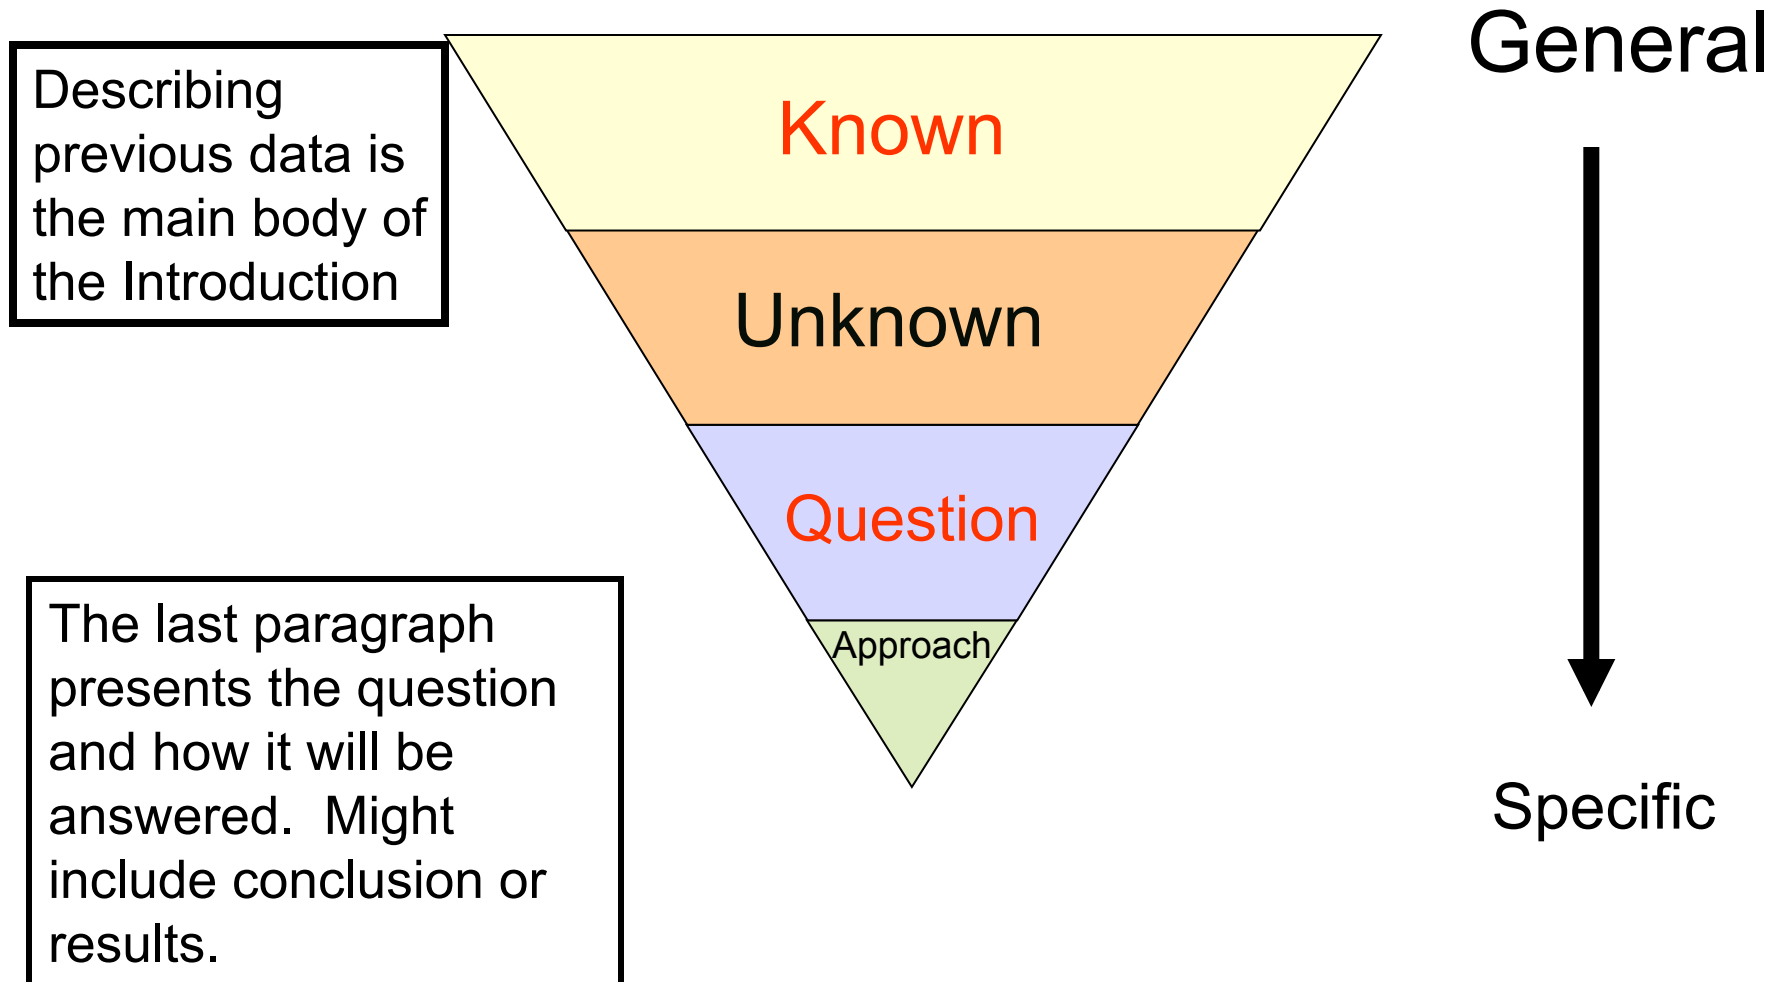 General
Describing
previous data is
the main body of
the Introduction
Known
Unknown
Question
Approach
The last paragraph
presents the question
and how it will be
answered.  Might
include conclusion or
results.
Specific